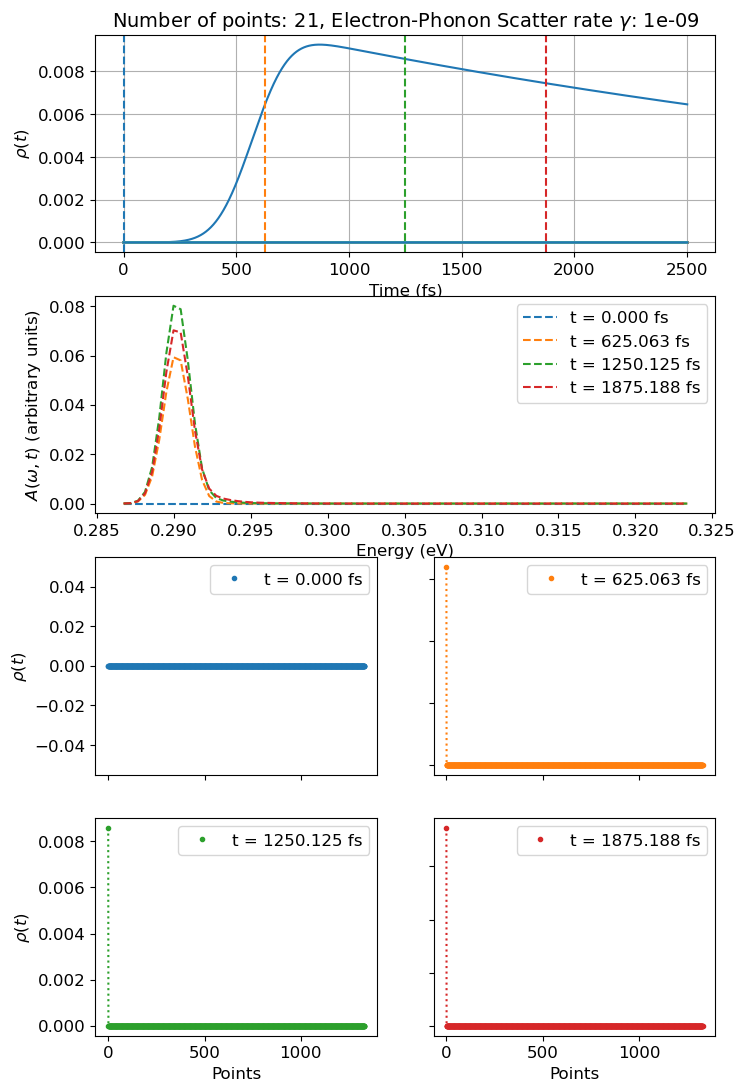 Number of points: 21, Electron-Phonon Scatter rate γ: 1e-09
0.008
0.006
0.004
0.002
0.000
ρ(t)
0 500 1000 1500 2000 2500
Time (fs)
0.08
0.06
0.04
0.02
0.00
A(ω, t) (arbitrary units)
t = 0.000 fs
t = 625.063 fs
t = 1250.125 fs
t = 1875.188 fs
0.285 0.290 0.295 0.300 0.305 0.310 0.315 0.320 0.325
Energy (eV)
0.04
0.02
0.00
−0.02
−0.04
ρ(t)
t = 0.000 fs
t = 625.063 fs
0.008
0.006
0.004
0.002
0.000
ρ(t)
t = 1250.125 fs
0 500 1000
Points
t = 1875.188 fs
0 500 1000
Points